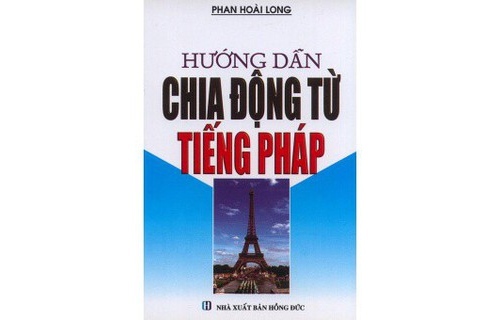 PHAN HOÀI LONG
HƯỚNG DẪN
CHIA ĐỘNG TỪ
TIẾNG PHÁP
NHÀ XUẤT BẢN HỒNG ĐỨC